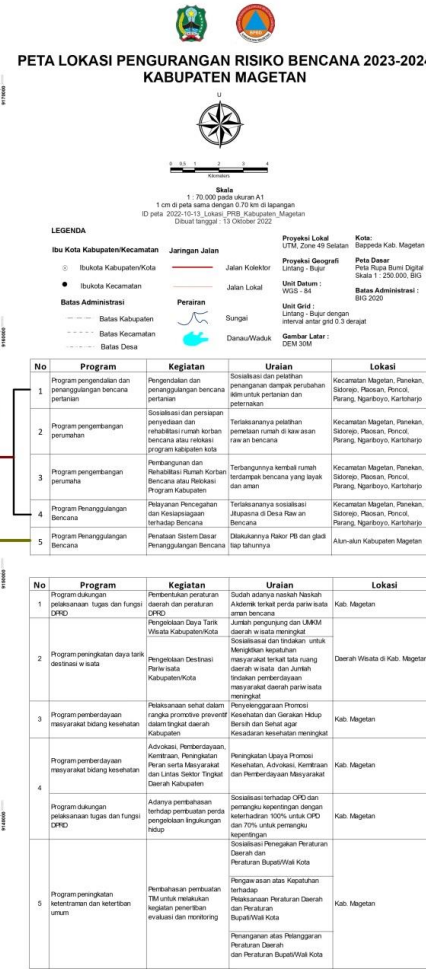 PETA LOKASI PENGURANGAN RISIKO BENCANA 2023-202
KABUPATEN MAGETAN
U
0 0,5 1 2 3 4
Kilometers
Skala
1 : 70.000 pada ukuran A1
1 cm di peta sama dengan 0.70 km di lapangan
ID peta 2022-10-13_Lokasi_PRB_Kabupaten_Magetan
Dibuat tanggal : 13 Oktober 2022
LEGENDA
Ibu Kota Kabupaten/Kecamatan
Ibukota Kabupaten/Kota
Ibukota Kecamatan
Batas Administrasi
Batas Kabupaten
Batas Kecamatan
Batas Desa
Jaringan Jalan
Jalan Kolektor
Jalan Lokal
Perairan
Sungai
Danau/Waduk
Proyeksi Lokal
UTM, Zone 49 Selatan
Proyeksi Geografi
Lintang - Bujur
Unit Datum :
WGS - 84
Unit Grid :
Lintang - Bujur dengan
interval antar grid 0.3 derajat
Gambar Latar :
DEM 30M
Kota:
Bappeda Kab. Magetan
Peta Dasar
Peta Rupa Bumi Digital
Skala 1 : 250.000, BIG
Batas Administrasi :
BIG 2020
No Program Kegiatan Uraian Lokasi
1
Program pengendalian dan
penanggulangan bencana
pertanian
Pengendalian dan
penanggulangan bencana
pertanian
Sosialisasi dan pelatihan
penanganan dampak perubahan
iklim untuk pertanian dan
peternakan
Kecamatan Magetan, Panekan,
Sidorejo, Plaosan, Poncol,
Parang, Ngariboyo, Kartoharjo
2
Program pengembangan
perumahan
Sosialisasi dan persiapan
penyediaan dan
rehabilitasi rumah korban
bencana atau relokasi
program kabipaten kota
Terlaksananya pelatihan
pemetaan rumah di kawasan
rawan bencana
Kecamatan Magetan, Panekan,
Sidorejo, Plaosan, Poncol,
Parang, Ngariboyo, Kartoharjo
3
Program pengembangan
perumaha
Pembangunan dan
Rehabilitasi Rumah Korban
Bencana atau Relokasi
Program Kabupaten
Terbangunnya kembali rumah
terdampak bencana yang layak
dan aman
Kecamatan Magetan, Panekan,
Sidorejo, Plaosan, Poncol,
Parang, Ngariboyo, Kartoharjo
4
Program Penanggulangan
Bencana
Pelayanan Pencegahan
dan Kesiapsiagaan
terhadap Bencana
Terlaksananya sosialisasi
Jitupasna di Desa Rawan
Bencana
Kecamatan Magetan, Panekan,
Sidorejo, Plaosan, Poncol,
Parang, Ngariboyo, Kartoharjo
5
Program Penanggulangan
Bencana
Penataan Sistem Dasar
Penanggulangan Bencana
Dilakukannya Rakor PB dan gladi
tiap tahunnya
Alun-alun Kabupaten Magetan
No Program Kegiatan Uraian Lokasi
1
Program dukungan
pelaksanaan tugas dan fungsi
DPRD
Pembentukan peraturan
daerah dan peraturan
DPRD
Sudah adanya naskah Naskah
Akdemik terkait perda pariwisata
aman bencana
Kab. Magetan
2
Program peningkatan daya tarik
destinasi wisata
Pengelolaan Daya Tarik
Wisata Kabupaten/Kota
Jumlah pengunjung dan UMKM
daerah wisata meningkat
Pengelolaan Destinasi
Pariwisata
Kabupaten/Kota
Sosialisasai dan tindakan untuk
Menigktkan kepatuhan
masyarakat terkait tata ruang
daerah wisata dan Jumlah
tindakan pemberdayaan
masyarakat daerah pariwisata
meningkat
Daerah Wisata di Kab. Magetan
3
Program pemberdayaan
masyarakat bidang kesehatan
Pelaksanaan sehat dalam
rangka promotive preventif
dalam tingkat daerah
Kabupaten
Penyelenggaraan Promosi
Kesehatan dan Gerakan Hidup
Bersih dan Sehat agar
Kesadaran kesehatan meningkat
Kab. Magetan
4
Program pemberdayaan
masyarakat bidang kesehatan
Advokasi, Pemberdayaan,
Kemitraan, Peningkatan
Peran serta Masyarakat
dan Lintas Sektor Tingkat
Daerah Kabupaten
Peningkatan Upaya Promosi
Kesehatan, Advokasi, Kemitraan
dan Pemberdayaan Masyarakat
Kab. Magetan
Program dukungan
pelaksanaan tugas dan fungsi
DPRD
Adanya pembahasan
terhdap pembuatan perda
pengelolaan lingukungan
hidup
Sosialisasi terhadap OPD dan
pemangku kepentingan dengan
keterhadiran 100% untuk OPD
dan 70% untuk pemangku
kepentingan
Kab. Magetan
5
Program peningkatan
ketentraman dan ketertiban
umum
Pembahasan pembuatan
TIM untuk melakukan
kegiatan penertiban
evaluasi dan monitoring
Sosialisasi Penegakan Peraturan
Daerah dan
Peraturan Bupati/Wali Kota
Pengawasan atas Kepatuhan
terhadap
Pelaksanaan Peraturan Daerah
dan Peraturan
Bupati/Wali Kota
Penanganan atas Pelanggaran
Peraturan Daerah
dan Peraturan Bupati/Wali Kota
Kab. Magetan